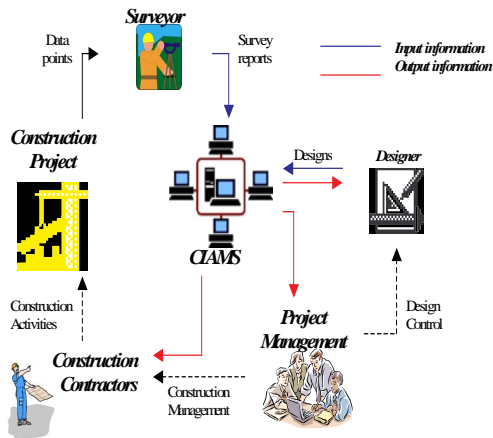 Surveyor
Data
points
Survey
reports
Input information
Output information
Construction
Project
Designs
Designer
CIAMS
Construction
Activities
Project
Management
Design
Control
Construction
Contractors
Construction
Management